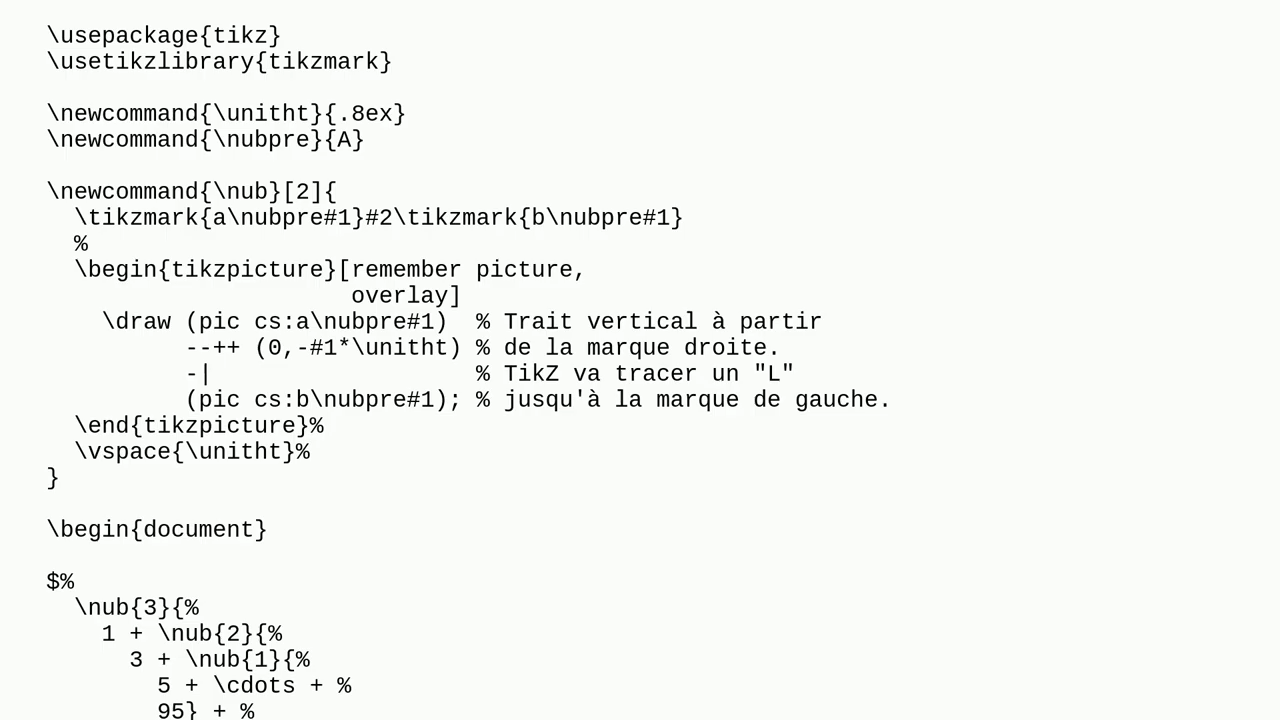 \usepackage{tikz}
\usetikzlibrary{tikzmark}

\newcommand{\unitht}{.8ex}
\newcommand{\nubpre}{A}

\newcommand{\nub}[2]{
  \tikzmark{a\nubpre#1}#2\tikzmark{b\nubpre#1}
  %
  \begin{tikzpicture}[remember picture,
                      overlay]
    \draw (pic cs:a\nubpre#1)  % Trait vertical à partir
          --++ (0,-#1*\unitht) % de la marque droite.
          -|                   % TikZ va tracer un "L"
          (pic cs:b\nubpre#1); % jusqu'à la marque de gauche.
  \end{tikzpicture}%
  \vspace{\unitht}%
}

\begin{document}

$%
  \nub{3}{%
    1 + \nub{2}{%
      3 + \nub{1}{%
        5 + \cdots + %
        95} + %